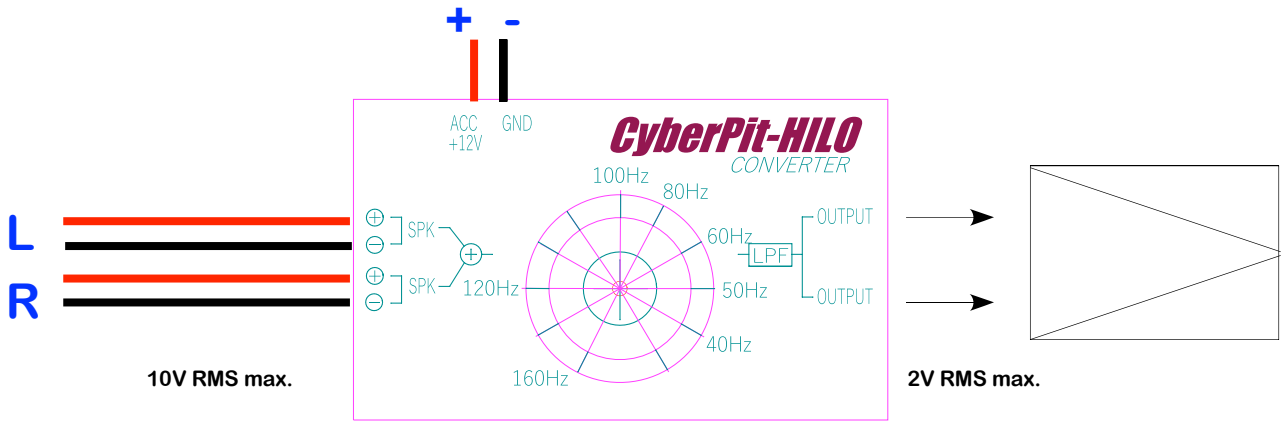 + -
ACC GND
+12V
CyberPit-HILO
CONVERTER
100Hz
80Hz
L
SPK
OUTPUT
60Hz
LPF
R
SPK
120Hz
50Hz
OUTPUT
40Hz
160Hz
10V RMS max.
2V RMS max.